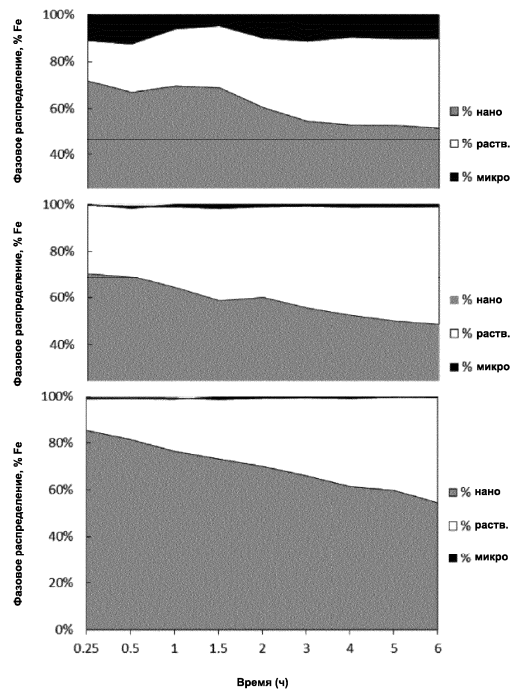 Фазовое распределение, % Fe
100%
80%
60%
40%
% нано
% раств.
% микро
Фазовое распределение, % Fe
100%
80%
60%
40%
% нано
% раств.
% микро
Фазовое распределение, % Fe
100%
80%
60%
40%
20%
0%
% нано
% раств.
% микро
0.25 0.5 1 1.5 2 3 4 5 6
Время (ч)